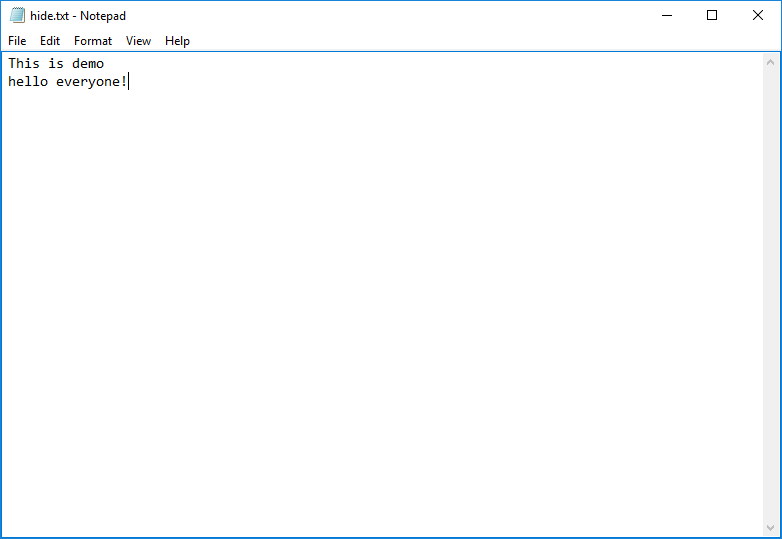 hide.txt - Notepad
File Edit Format View Help
This is demo
hello everyone!